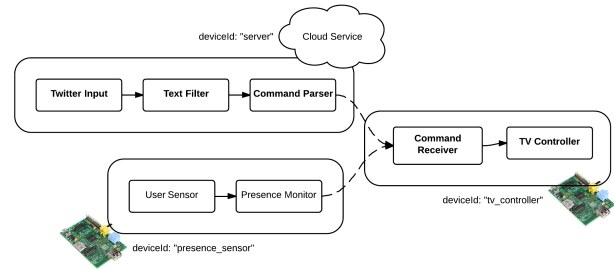 deviceId: "server"
Cloud Service
Twitter Input
Text Filter
Command Parser
Command
Receiver
TV Controller
User Sensor
Presence Monitor
deviceId: "tv_controller"
deviceId: "presence_sensor"